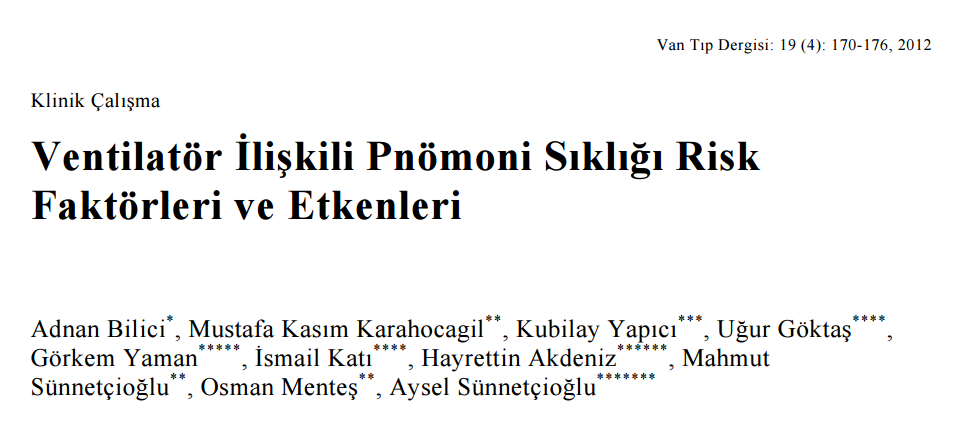 Van Tıp Dergisi: 19 (4): 170-176, 2012
Klinik Çalışma
Ventilatör İlişkili Pnömoni Sıklığı Risk
Faktörleri ve Etkenleri
Adnan Bilici*, Mustafa Kasım Karahocagil**, Kubilay Yapıcı***, Uğur Göktaş****,
Görkem Yaman*****, İsmail Katı****, Hayrettin Akdeniz******, Mahmut
Sünnetçioğlu**, Osman Menteş**, Aysel Sünnetçioğlu*******